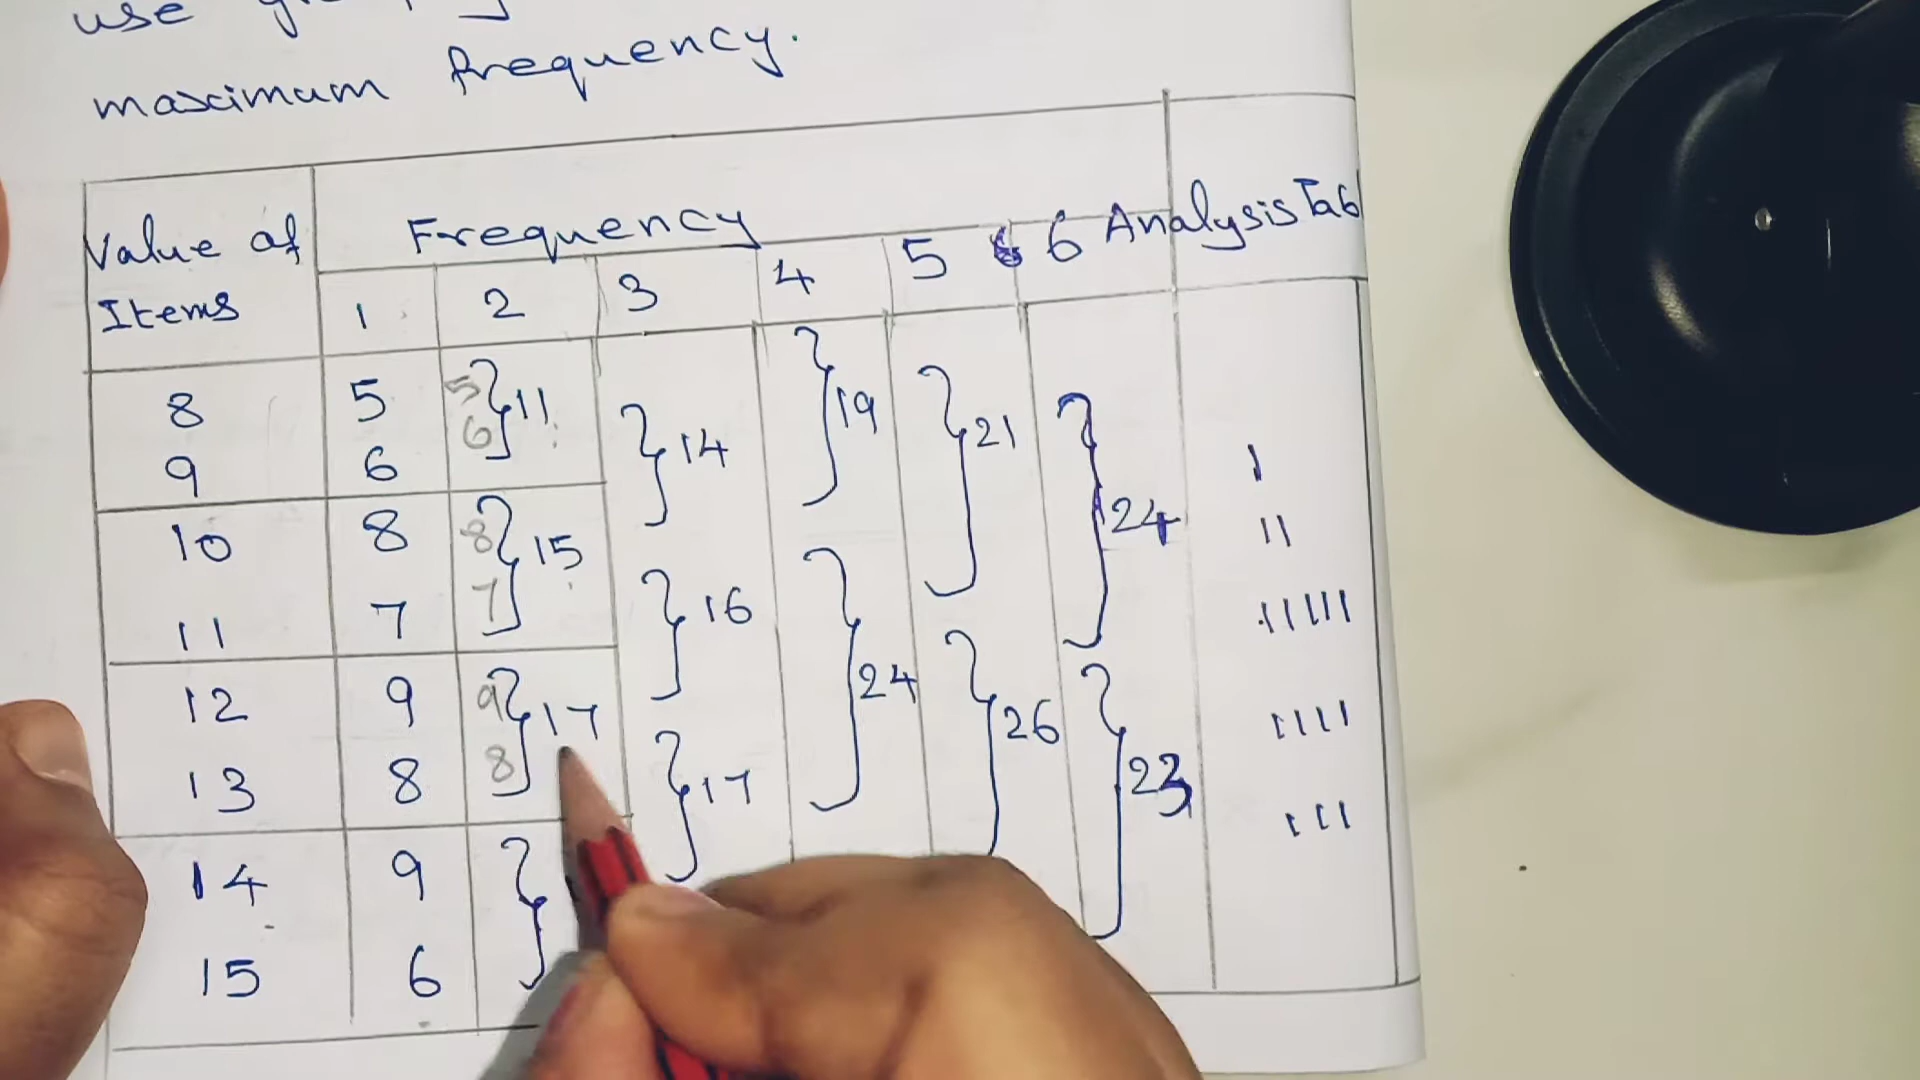 use
maximum frequency.
Value of Items Frequency Analysis Tab
1 2 3 4 5 6 6
8 5 5 6 } 11 } 19
9 6 } 14 } 21 } 24 |
10 8 8 7 } 15 ||
11 7 } 16 } 24 |||||
12 9 9 8 } 17 } 26 ||||
13 8 } 17 } 23 |||
14 9 }
15 6